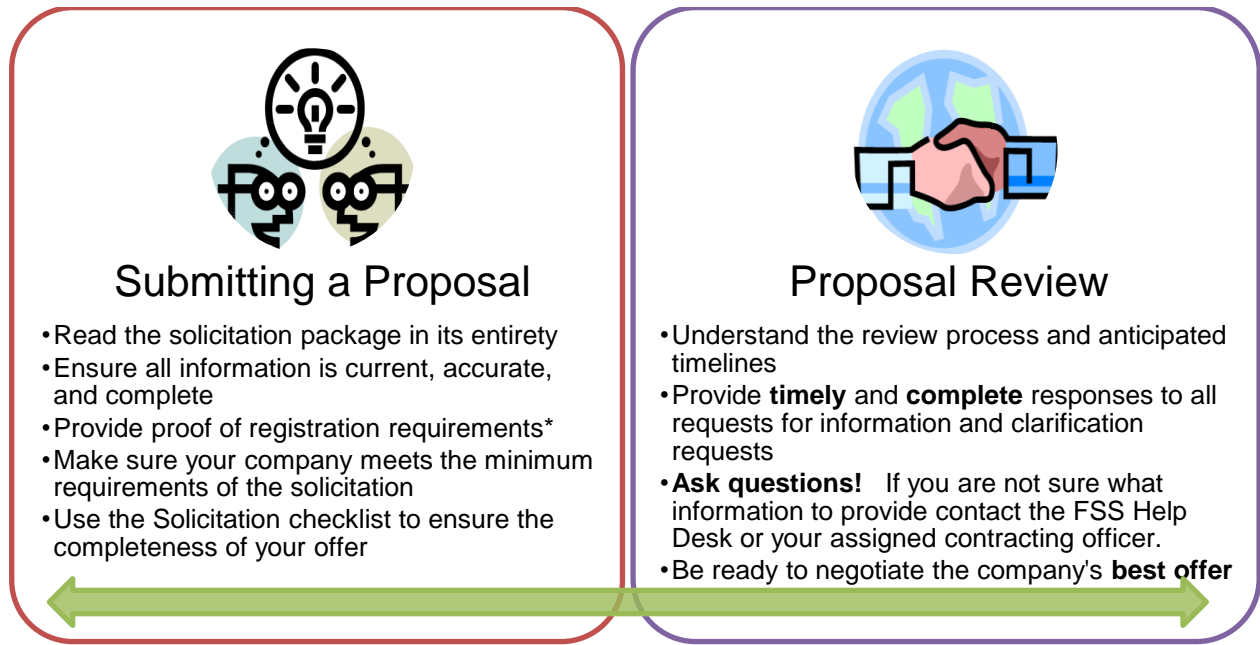 Submitting a Proposal
•Read the solicitation package in its entirety
•Ensure all information is current, accurate,
and complete
•Provide proof of registration requirements*
•Make sure your company meets the minimum
requirements of the solicitation
•Use the Solicitation checklist to ensure the
completeness of your offer
Proposal Review
•Understand the review process and anticipated
timelines
•Provide timely and complete responses to all
requests for information and clarification
requests
•Ask questions!   If you are not sure what
information to provide contact the FSS Help
Desk or your assigned contracting officer.
•Be ready to negotiate the company's best offer